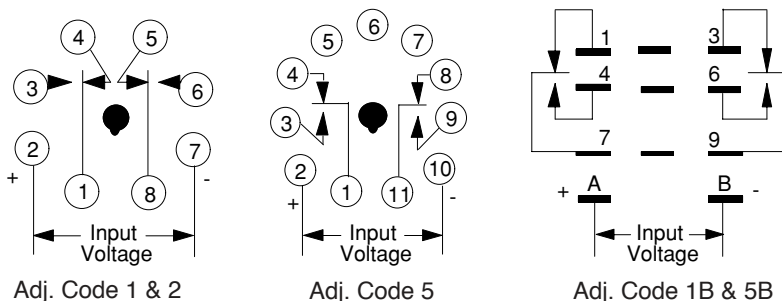 4 5
3 6
2 7
+ -
1 8
Input
Voltage
Adj. Code 1 & 2
6
5 7
4 8
3 9
2 10
1 11
+ -
Input
Voltage
Adj. Code 5
1 3
4 6
7 9
+ A B -
Input
Voltage
Adj. Code 1B & 5B